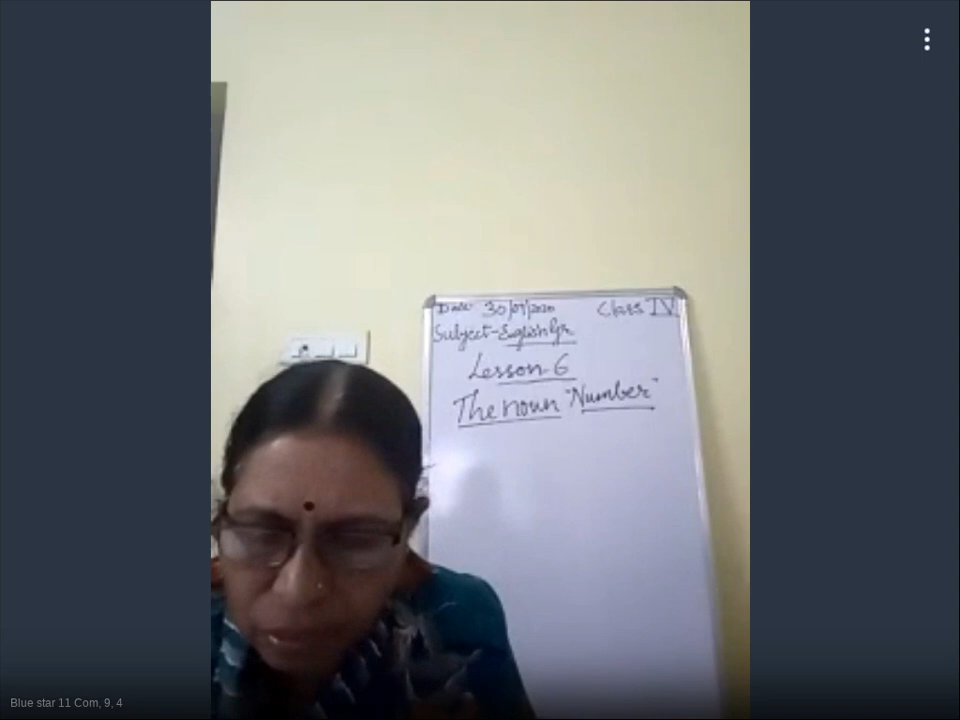 Date 30/07/2020 Class IV
Subject-English Gr.
Lesson 6
The noun "Number"
Blue star 11 Com, 9, 4